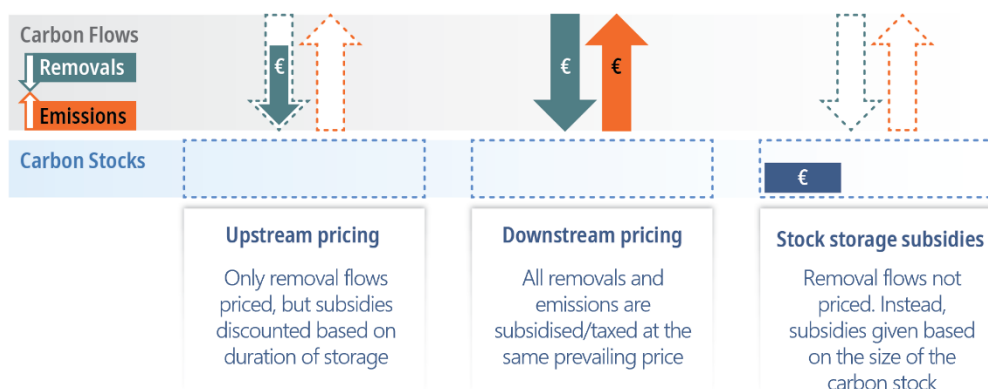 Carbon Flows
Removals
Emissions
€
€
€
Carbon Stocks
€
Upstream pricing
Only removal flows
priced, but subsidies
discounted based on
duration of storage
Downstream pricing
All removals and
emissions are
subsidised/taxed at the
same prevailing price
Stock storage subsidies
Removal flows not
priced. Instead,
subsidies given based
on the size of the
carbon stock